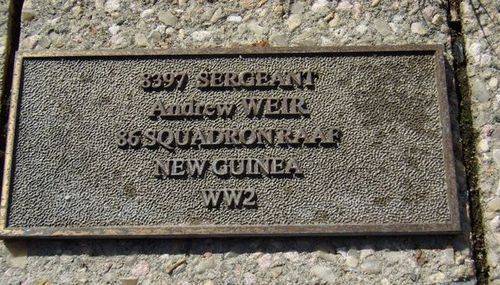 8397 SERGEANT
Andrew WEIR
86 SQUADRON RAAF
NEW GUINEA
WW2